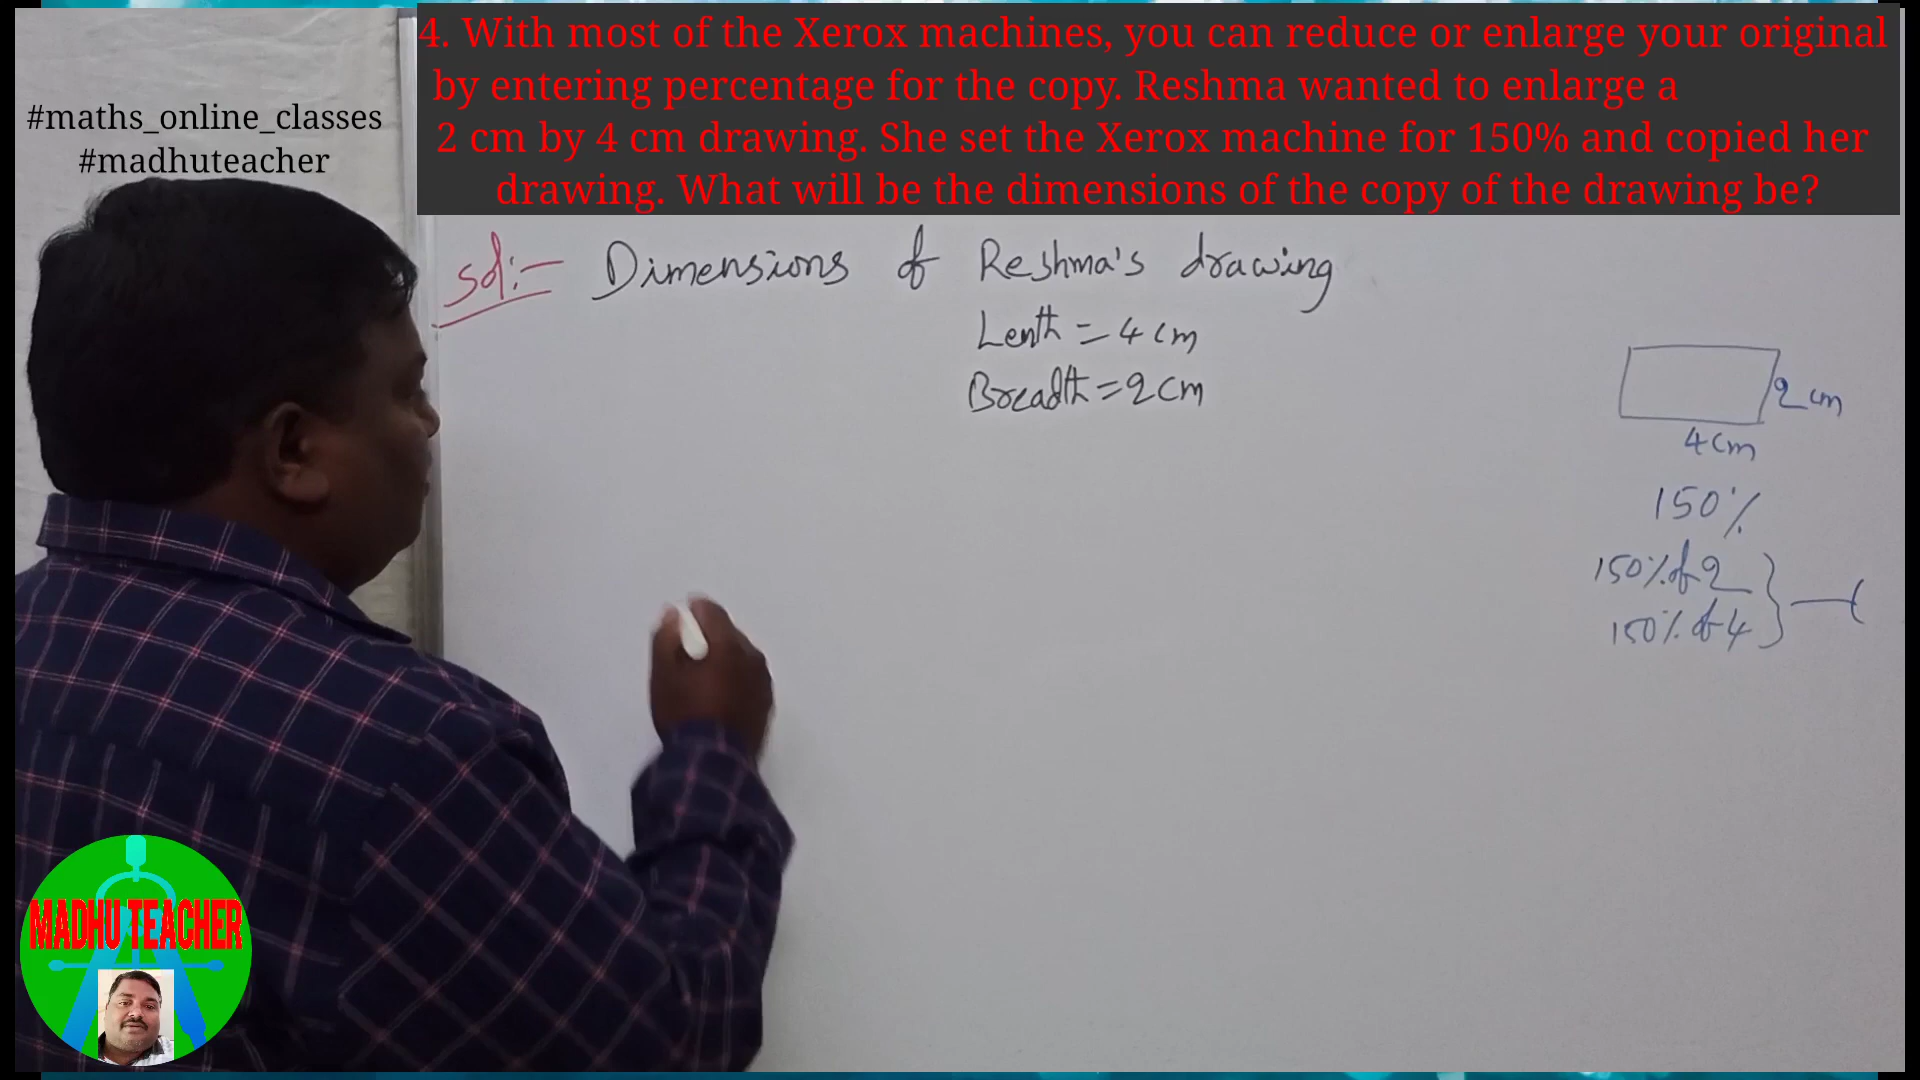 4. With most of the Xerox machines, you can reduce or enlarge your original
by entering percentage for the copy. Reshma wanted to enlarge a
2 cm by 4 cm drawing. She set the Xerox machine for 150% and copied her
drawing. What will be the dimensions of the copy of the drawing be?
#maths_online_classes
#madhuteacher
Sol:- Dimensions of Reshma's drawing
Lenth = 4 cm
Breadth = 2 cm
2 cm
4 cm
150%
150% of 2
150% of 4
MADHU TEACHER